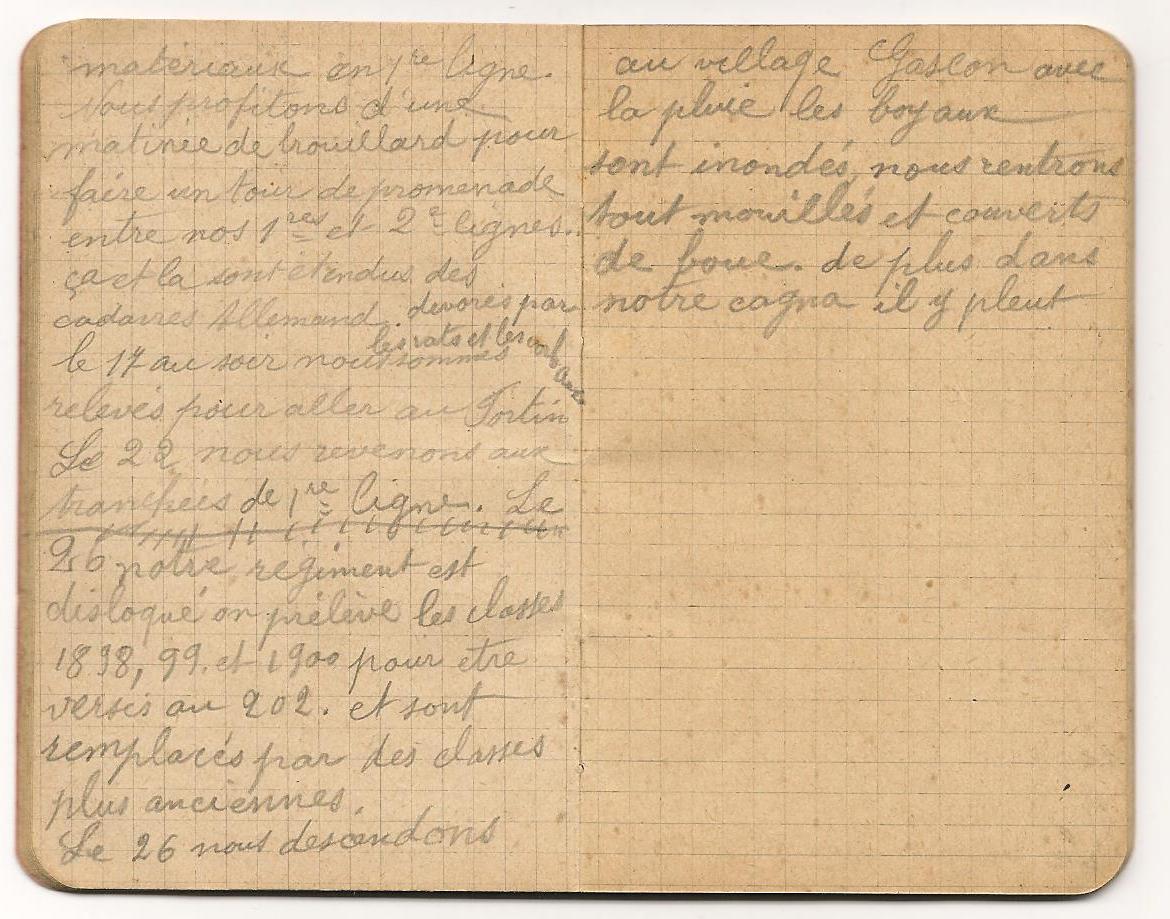 matériaux en 1re ligne.
Nous profitons d'une
matinée de brouillard pour
faire un tour de promenade
entre nos 1res et 2e lignes.
ça et la sont étendus des
cadavres Allemand. devorés par
les rats et les corbeaux
le 17 au soir nous sommes
relevés pour aller au Fortin
Le 22 nous revenons aux
tranchées de 1re ligne. Le
26 notre régiment est
disloqué on prélève les classes
1898, 99. et 1900 pour etre
versés au 202. et sont
remplacés par des classes
plus anciennes.
Le 26 nous descendons
au village Gascon avec
la pluie les boyaux
sont inondés, nous rentrons
tout mouillés et couverts
de boue. de plus dans
notre cagna il y pleut